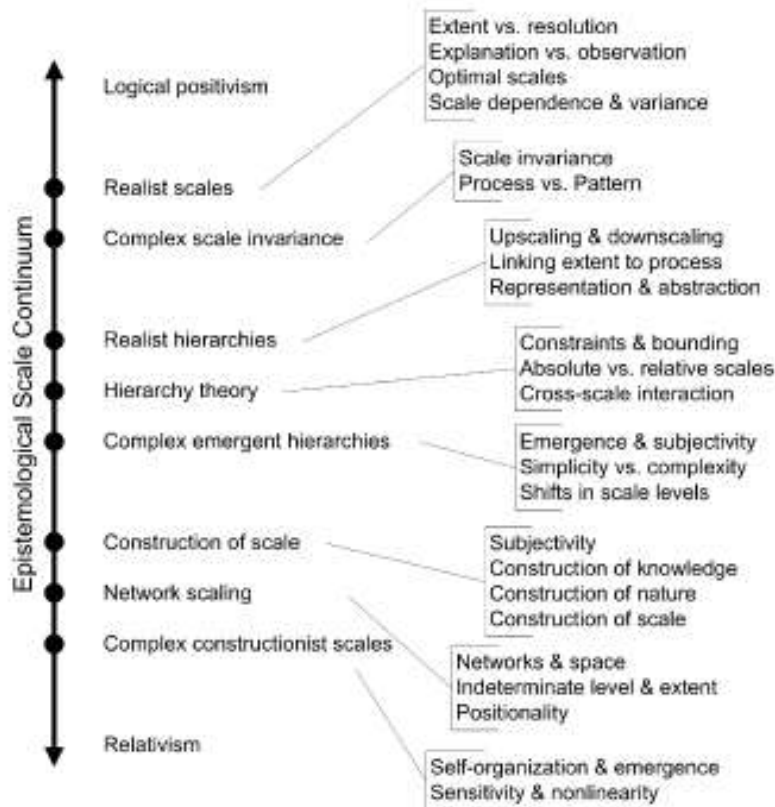 Epistemological Scale Continuum
Logical positivism
Realist scales
Complex scale invariance
Realist hierarchies
Hierarchy theory
Complex emergent hierarchies
Construction of scale
Network scaling
Complex constructionist scales
Relativism
Extent vs. resolution
Explanation vs. observation
Optimal scales
Scale dependence & variance
Scale invariance
Process vs. Pattern
Upscaling & downscaling
Linking extent to process
Representation & abstraction
Constraints & bounding
Absolute vs. relative scales
Cross-scale interaction
Emergence & subjectivity
Simplicity vs. complexity
Shifts in scale levels
Subjectivity
Construction of knowledge
Construction of nature
Construction of scale
Networks & space
Indeterminate level & extent
Positionality
Self-organization & emergence
Sensitivity & nonlinearity